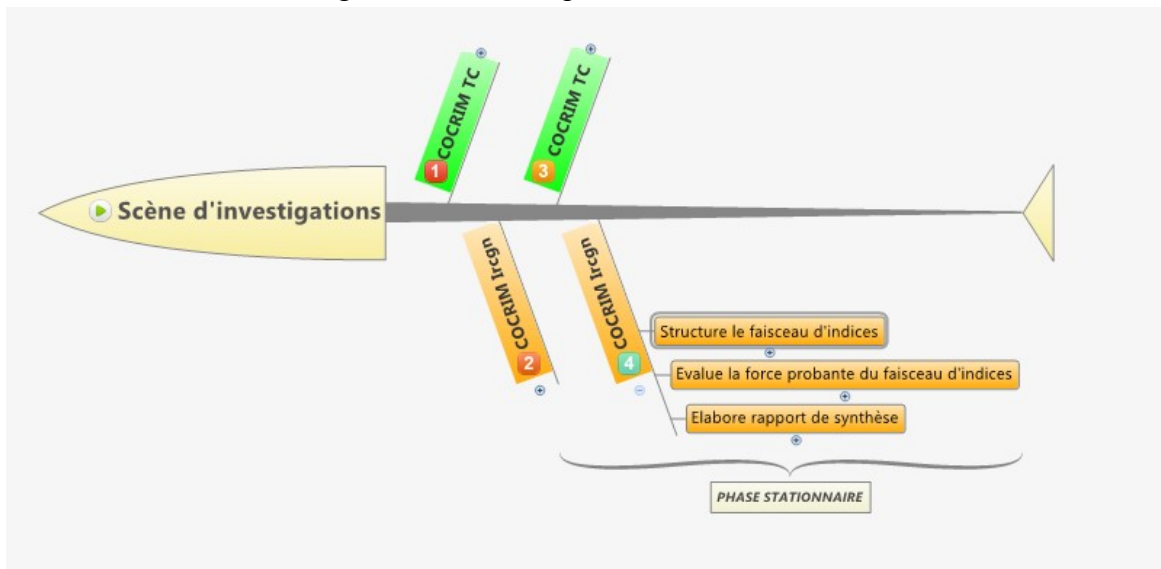 Scène d'investigations
COCRIM TC
1
COCRIM TC
3
COCRIM Ircgn
2
COCRIM Ircgn
4
Structure le faisceau d'indices
Evalue la force probante du faisceau d'indices
Elabore rapport de synthèse
PHASE STATIONNAIRE